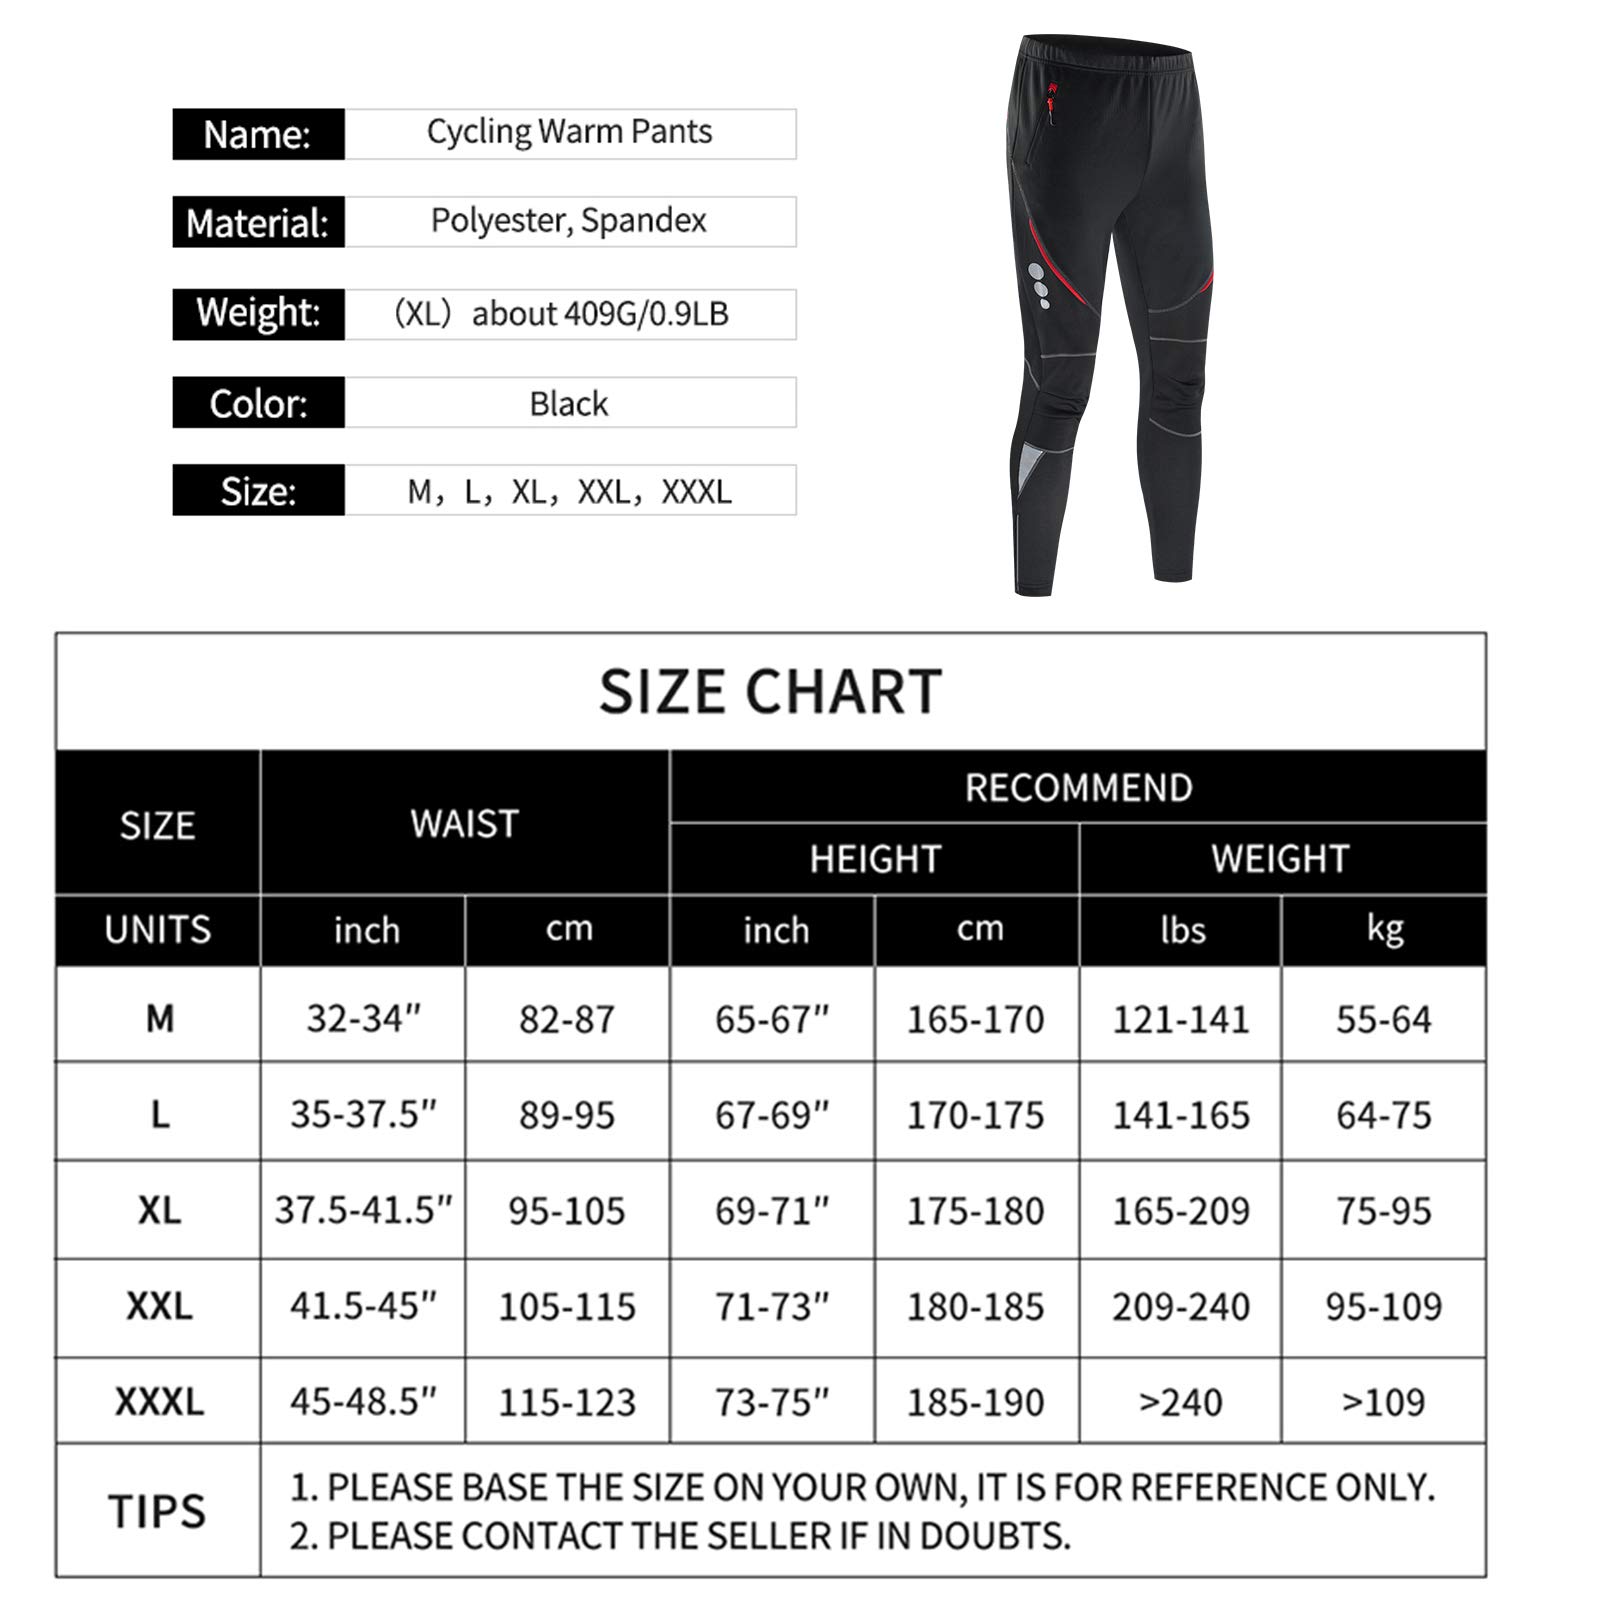 Name: Cycling Warm Pants
Material: Polyester, Spandex
Weight: （XL）about 409G/0.9LB
Color: Black
Size: M，L，XL，XXL，XXXL
SIZE CHART
SIZE WAIST RECOMMEND
HEIGHT WEIGHT
UNITS inch cm inch cm lbs kg
M 32-34" 82-87 65-67" 165-170 121-141 55-64
L 35-37.5" 89-95 67-69" 170-175 141-165 64-75
XL 37.5-41.5" 95-105 69-71" 175-180 165-209 75-95
XXL 41.5-45" 105-115 71-73" 180-185 209-240 95-109
XXXL 45-48.5" 115-123 73-75" 185-190 >240 >109
TIPS 1. PLEASE BASE THE SIZE ON YOUR OWN, IT IS FOR REFERENCE ONLY.
2. PLEASE CONTACT THE SELLER IF IN DOUBTS.